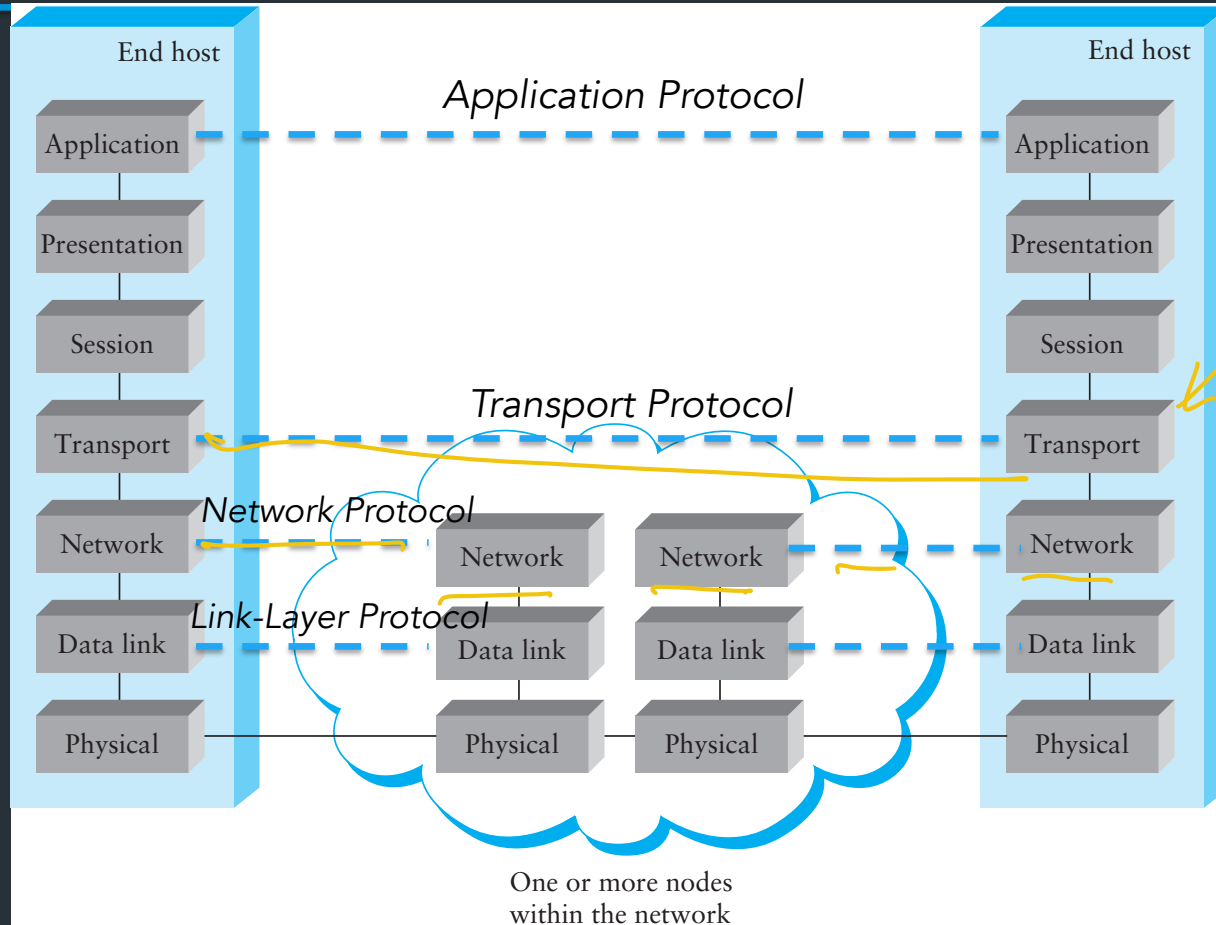 End host
End host
Application Protocol
Application
Application
Presentation
Presentation
Session
Session
Transport Protocol
Transport
Transport
Network Protocol
Network
Network
Network
Network
Link-Layer Protocol
Data link
Data link
Data link
Data link
Physical
Physical
Physical
Physical
One or more nodes
within the network